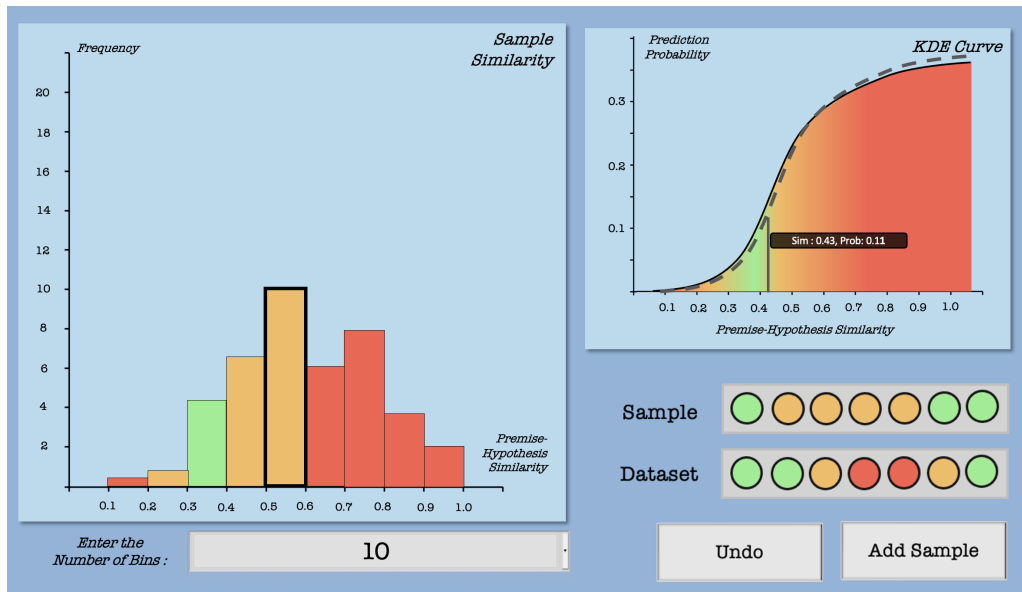 Frequency
Sample
Similarity
20
18
16
14
12
10
8
6
4
2
Premise-
Hypothesis
Similarity
0.1 0.2 0.3 0.4 0.5 0.6 0.7 0.8 0.9 1.0
Enter the
Number of Bins :
10
Prediction
Probability
KDE Curve
0.3
0.2
0.1
Sim : 0.43, Prob: 0.11
0.1 0.2 0.3 0.4 0.5 0.6 0.7 0.8 0.9 1.0
Premise-Hypothesis Similarity
Sample
Dataset
Undo
Add Sample